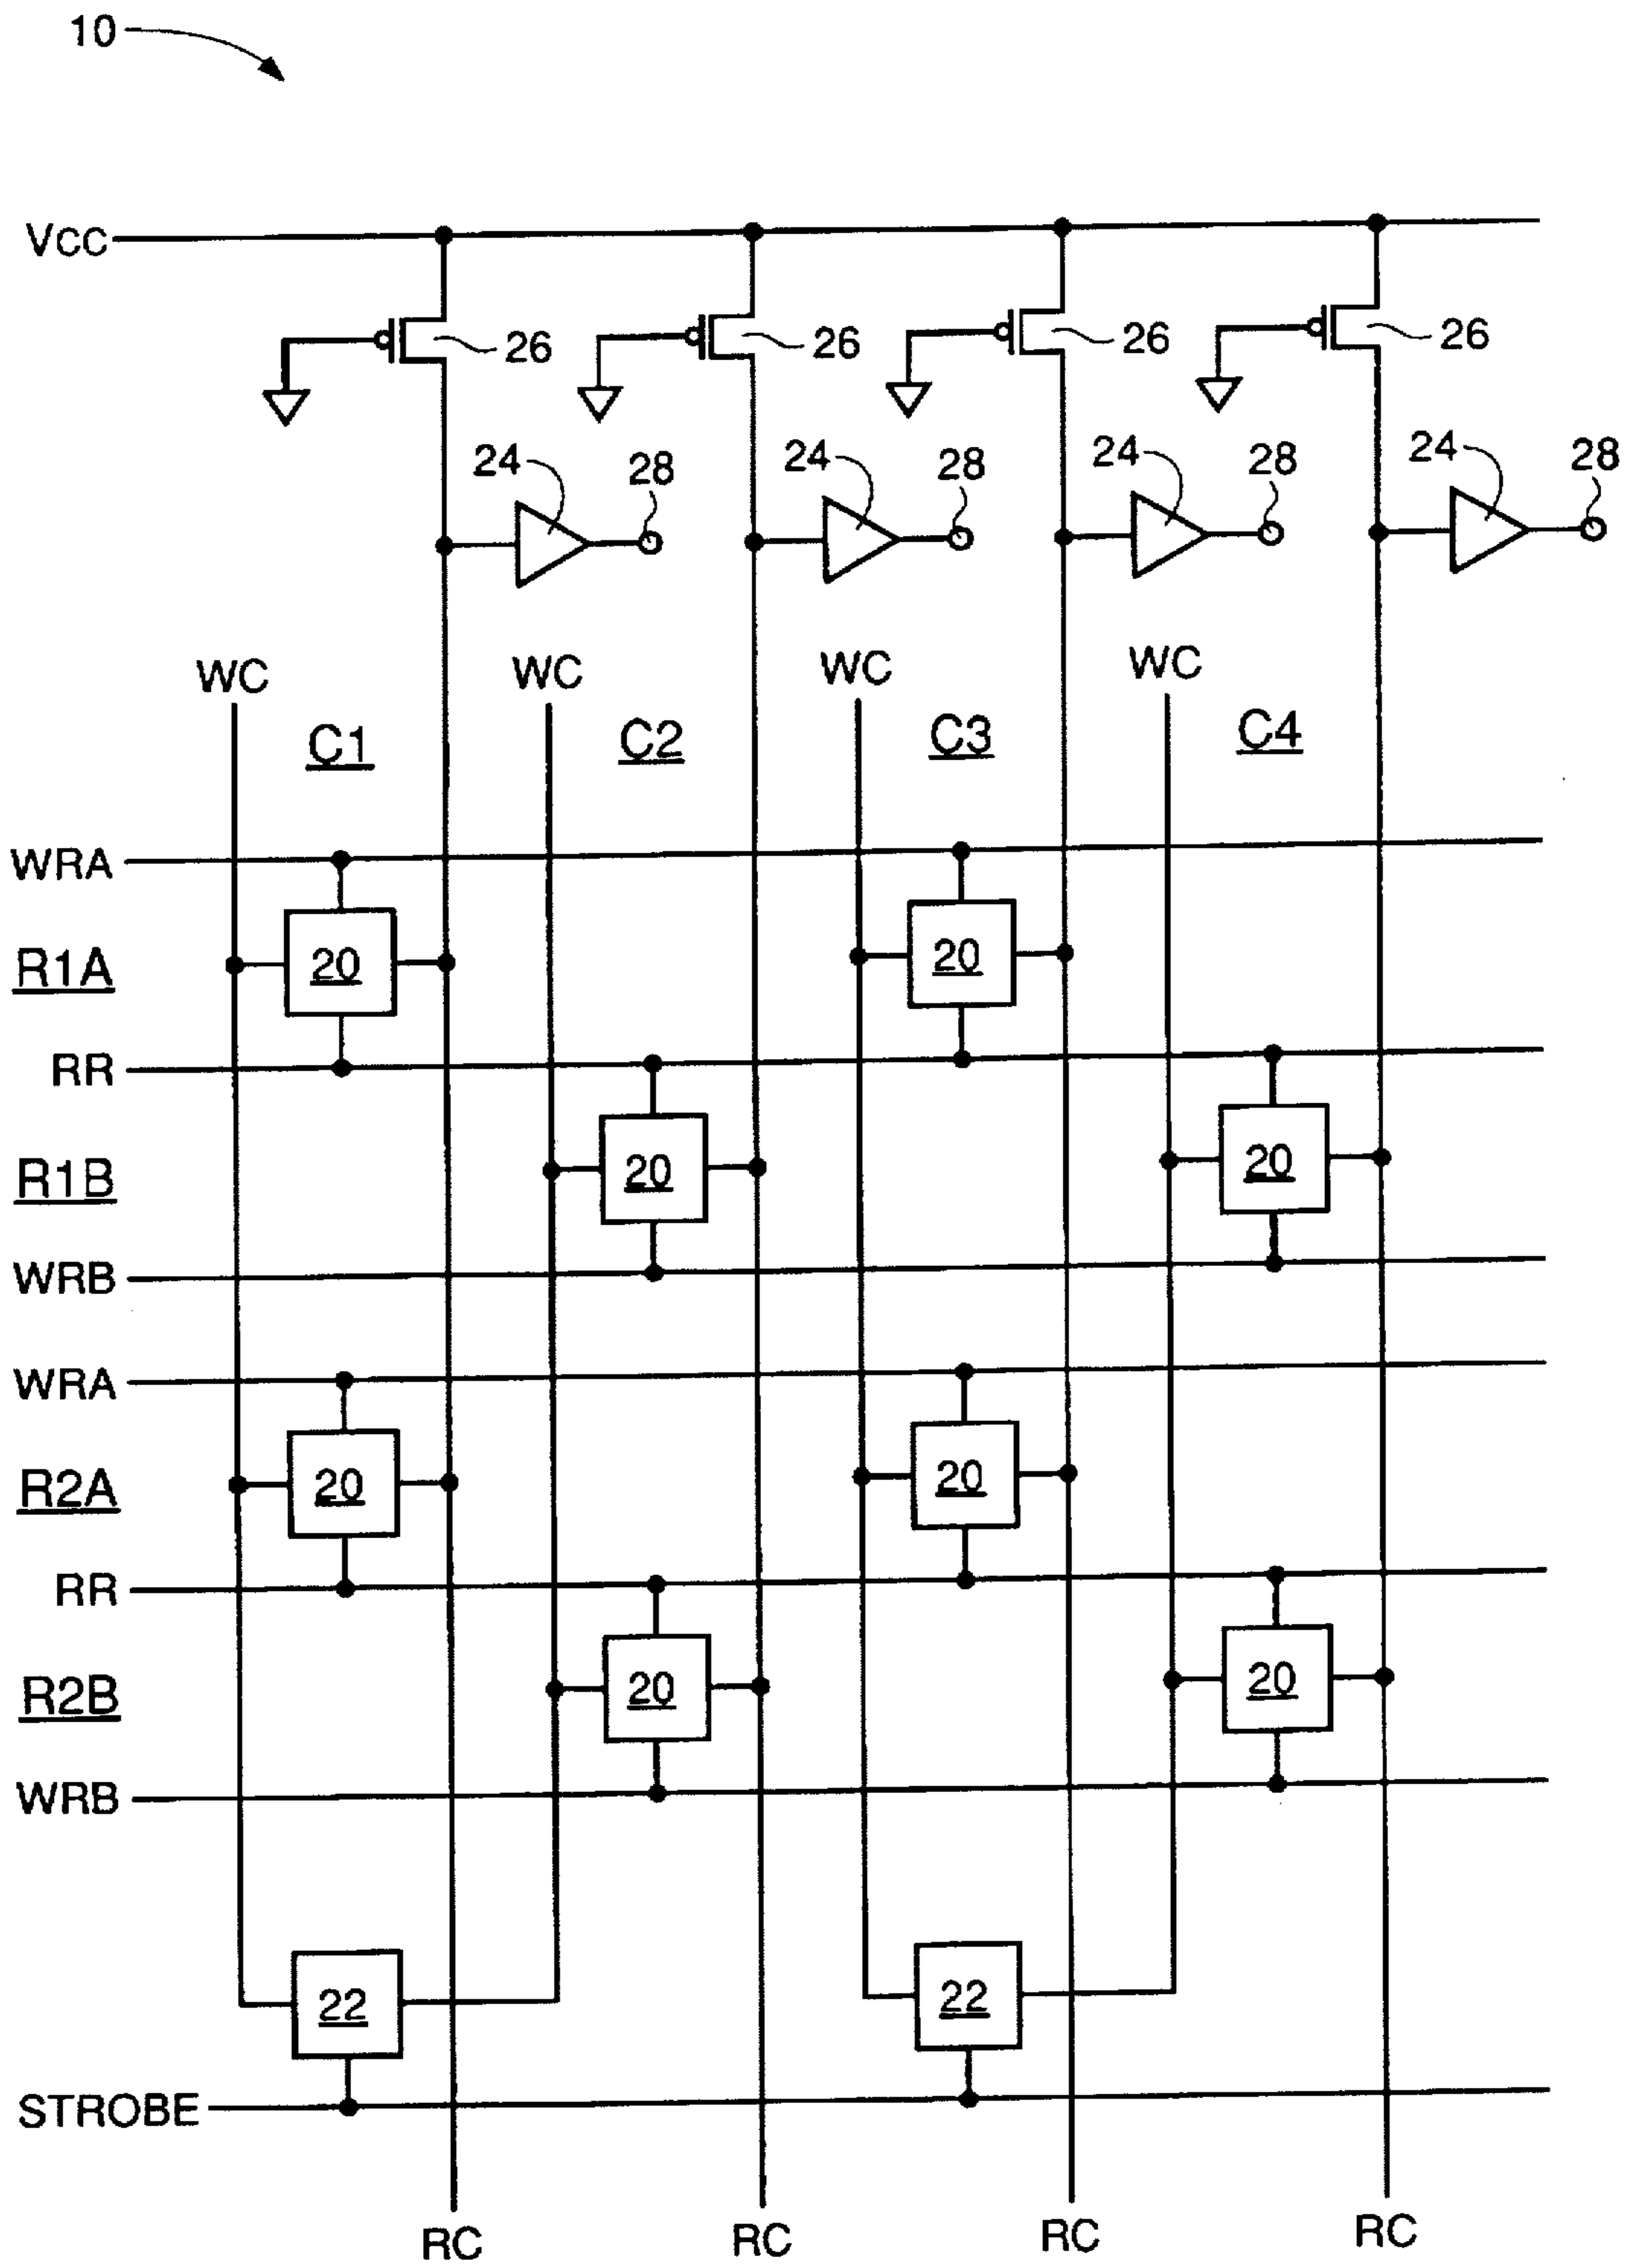 10
VCC
26 26 26 26
24 28 24 28 24 28 24 28
WC WC WC WC
C1 C2 C3 C4
WRA
R1A 20 20
RR
R1B 20 20
WRB
WRA
R2A 20 20
RR
R2B 20 20
WRB
22 22
STROBE
RC RC RC RC